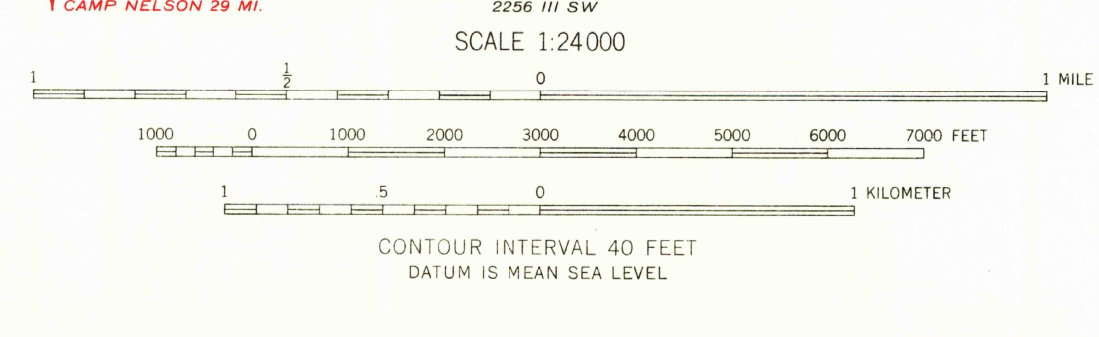 CAMP NELSON 29 MI.
2256 III SW
SCALE 1:24000
1 1/2 0 1 MILE
1000 0 1000 2000 3000 4000 5000 6000 7000 FEET
1 .5 0 1 KILOMETER
CONTOUR INTERVAL 40 FEET
DATUM IS MEAN SEA LEVEL